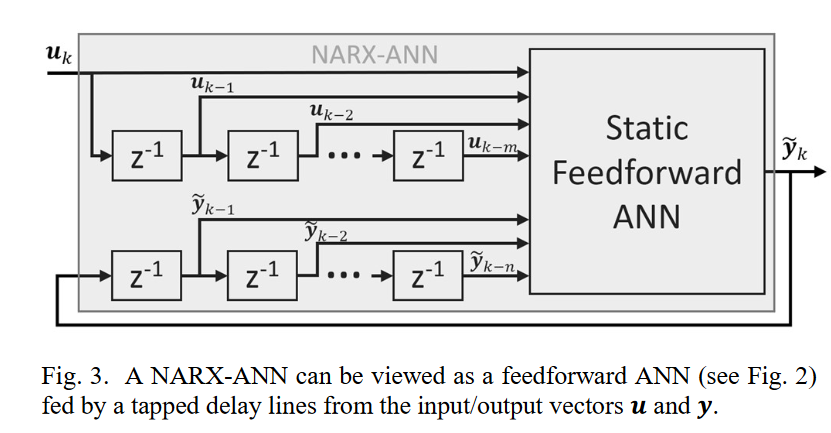 u_k
NARX-ANN
u_{k−1}
u_{k−2}
z⁻¹ z⁻¹ ••• z⁻¹ u_{k−m}
Static
Feedforward
ANN
ỹ_k
ỹ_{k−1}
ỹ_{k−2}
z⁻¹ z⁻¹ ••• z⁻¹ ỹ_{k−n}
Fig. 3. A NARX-ANN can be viewed as a feedforward ANN (see Fig. 2)
fed by a tapped delay lines from the input/output vectors u and y.